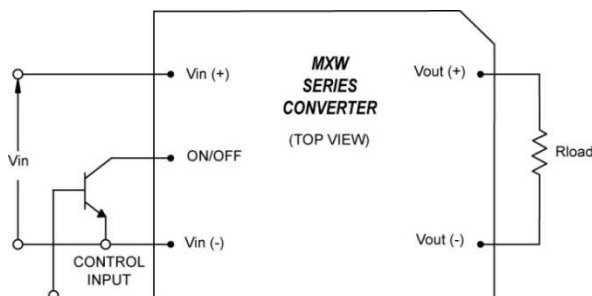 MXW
SERIES
CONVERTER
(TOP VIEW)
Vin (+)
Vout (+)
Vin
ON/OFF
Rload
Vin (-)
Vout (-)
CONTROL
INPUT